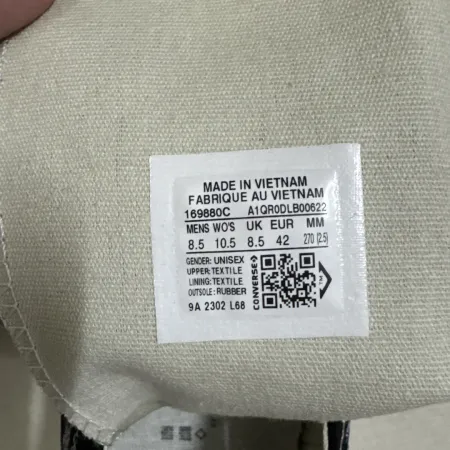 MADE IN VIETNAM
FABRIQUE AU VIETNAM
169880C A1QR0DLB00622
MENS WO'S UK EUR MM
8.5 10.5 8.5 42 270 (2.5)
GENDER: UNISEX
UPPER: TEXTILE
LINING: TEXTILE
OUTSOLE: RUBBER
9A 2302 L68
CONVERSE